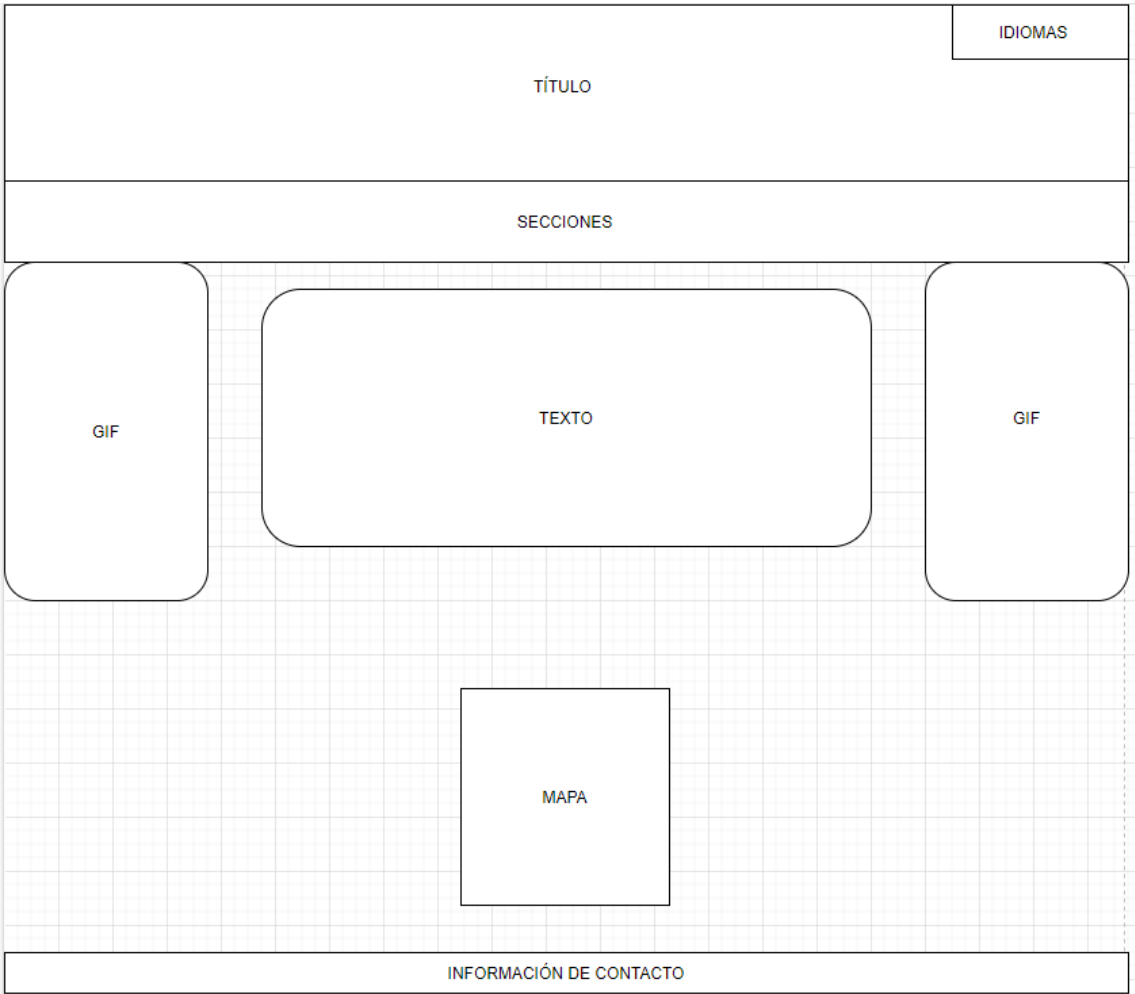 IDIOMAS
TÍTULO
SECCIONES
GIF
TEXTO
GIF
MAPA
INFORMACIÓN DE CONTACTO